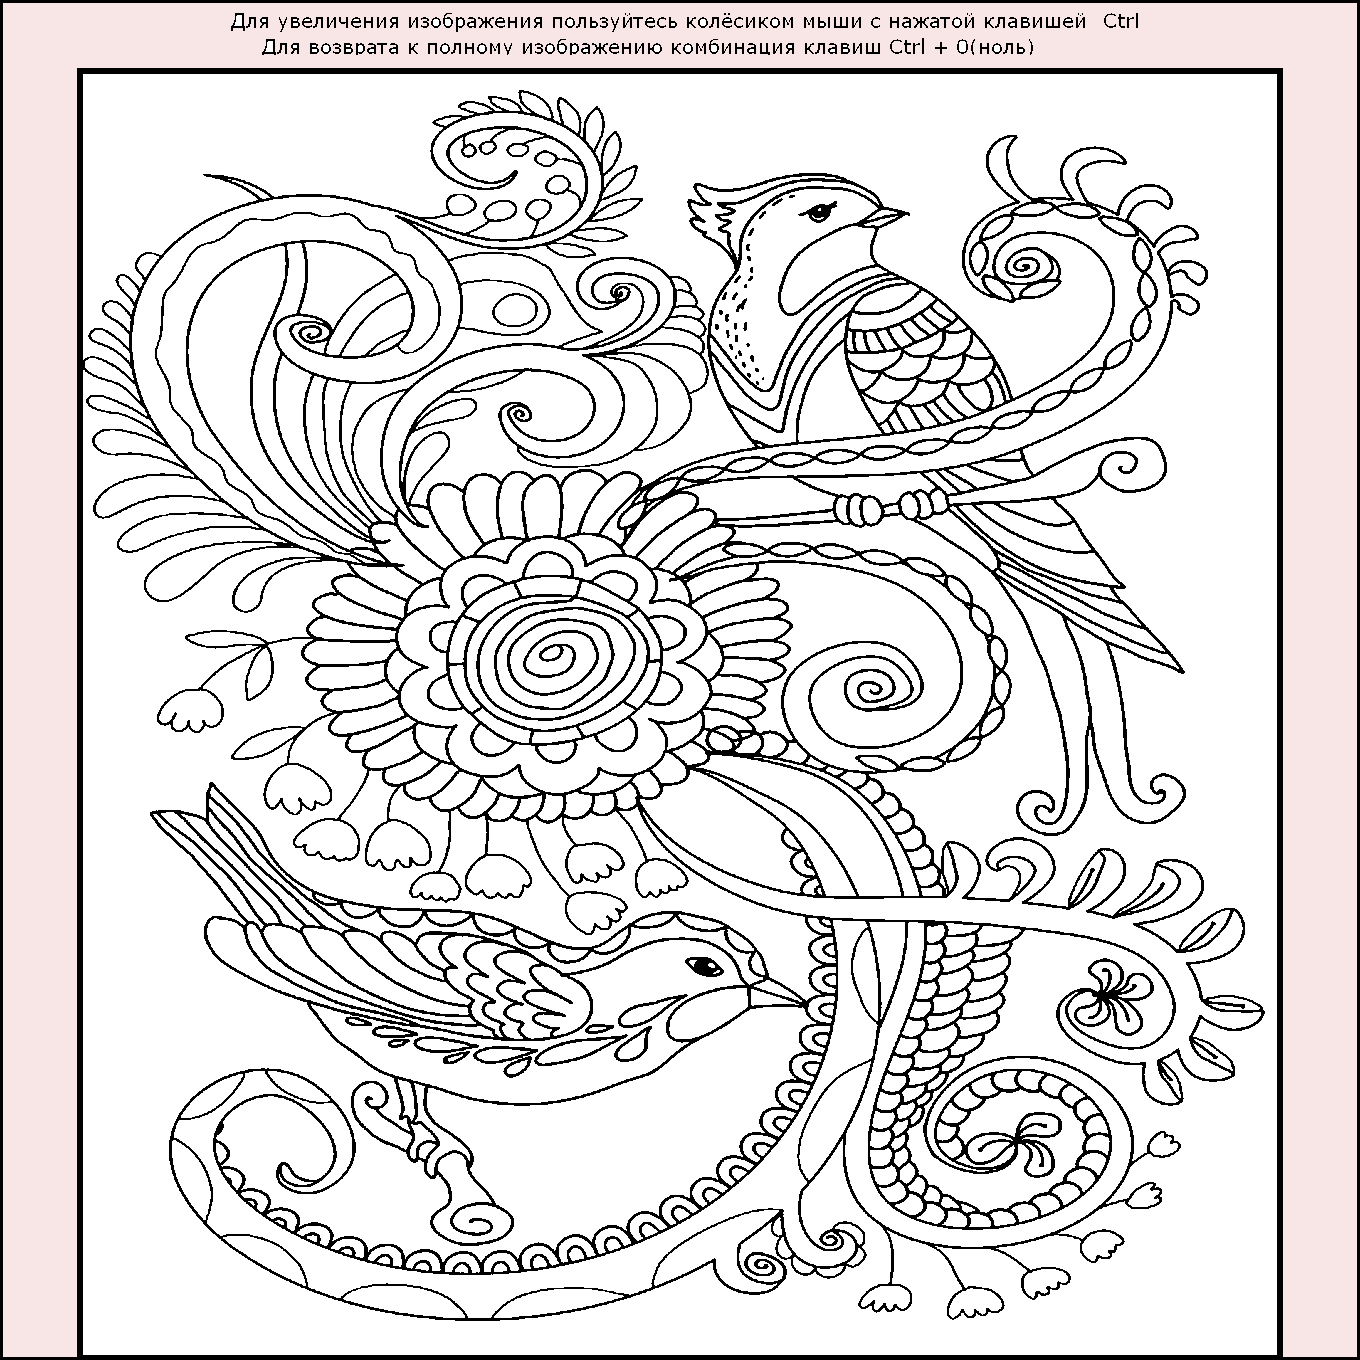 Для увеличения изображения пользуйтесь колёсиком мыши с нажатой клавишей Ctrl
Для возврата к полному изображению комбинация клавиш Ctrl + 0(ноль)